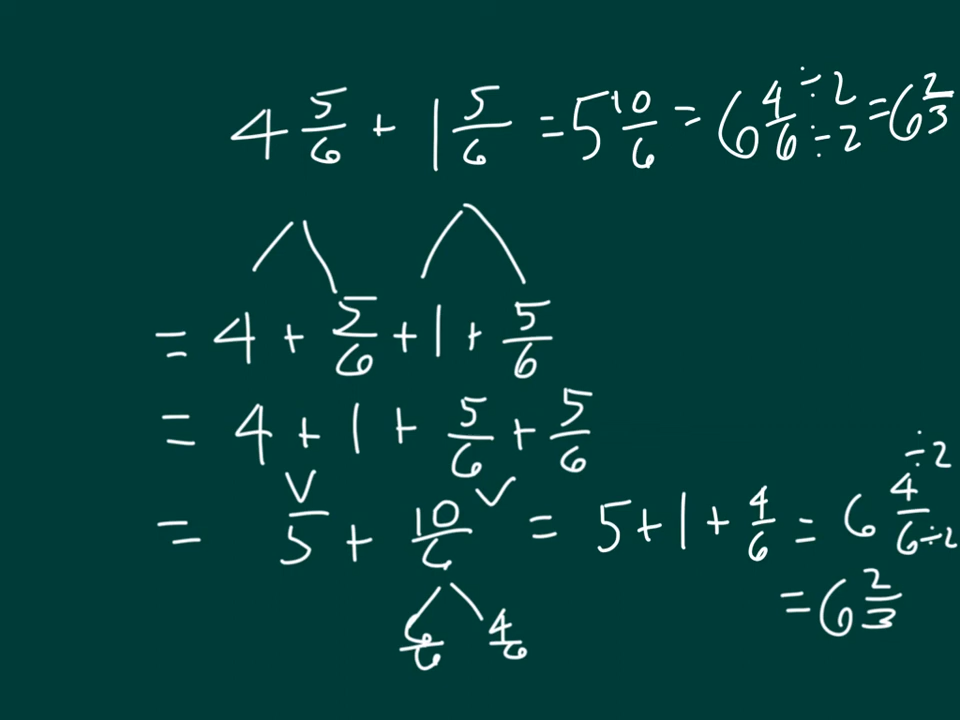 4 5/6 + 1 5/6 = 5 10/6 = 6 4/6 ÷2/÷2 = 6 2/3
= 4 + 5/6 + 1 + 5/6
= 4 + 1 + 5/6 + 5/6
= 5 + 10/6 = 5 + 1 + 4/6 = 6 4/6 ÷2/÷2
6/6 4/6 = 6 2/3